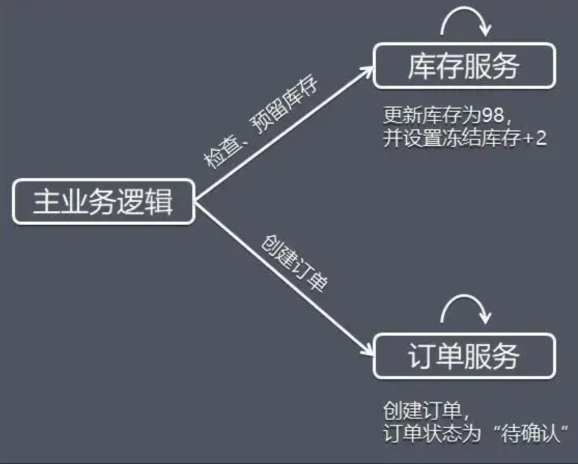 库存服务
更新库存为98，
并设置冻结库存+2
检查、预留库存
主业务逻辑
创建订单
订单服务
创建订单，
订单状态为“待确认”